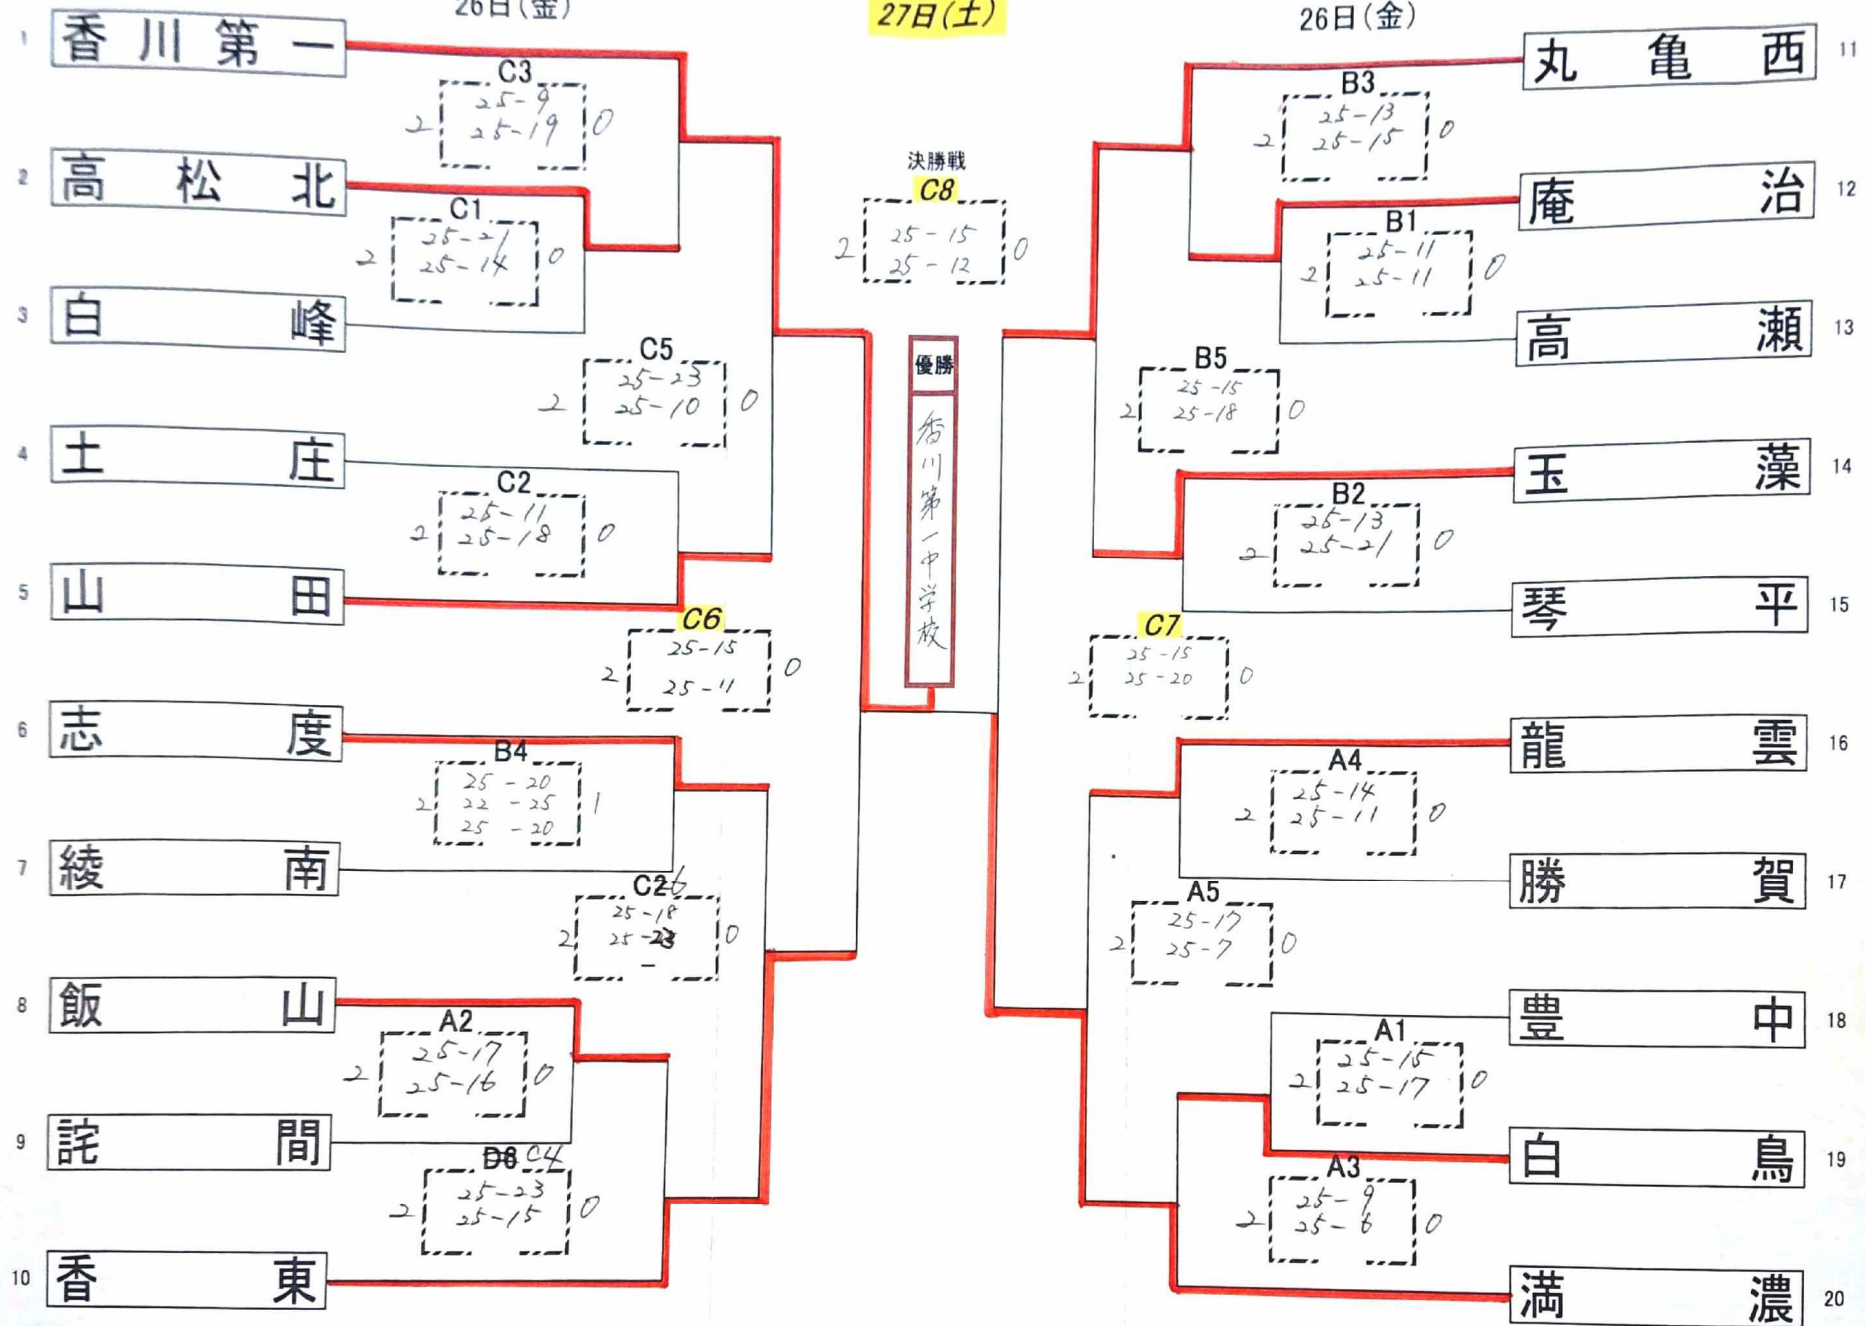 26日(金)
27日(土)
26日(金)
1 香川第一
C3
25-9
2 25-19 0
2 高松北
C1
25-21
2 25-14 0
3 白峰
C5
25-23
2 25-10 0
4 土庄
C2
25-11
2 25-18 0
5 山田
C6
25-15
2 0
25-11
6 志度
B4
25-20
2 22-25 1
25-20
7 綾南
C6
25-18
2 25-23 0
-
8 飯山
A2
25-17
2 25-16 0
9 詫間
D6 C4
25-23
2 25-15 0
10 香東
決勝戦
C8
2 25-15 0
25-12
優勝
香川第一中学校
丸亀西 11
B3
25-13
2 25-15 0
庵治 12
B1
25-11
2 25-11 0
高瀬 13
B5
25-15
2 25-18 0
玉藻 14
B2
25-13
2 25-21 0
琴平 15
C7
25-15
2 25-20 0
龍雲 16
A4
25-14
2 25-11 0
勝賀 17
A5
25-17
2 25-7 0
豊中 18
A1
25-15
2 25-17 0
白鳥 19
A3
25-9
2 25-6 0
満濃 20